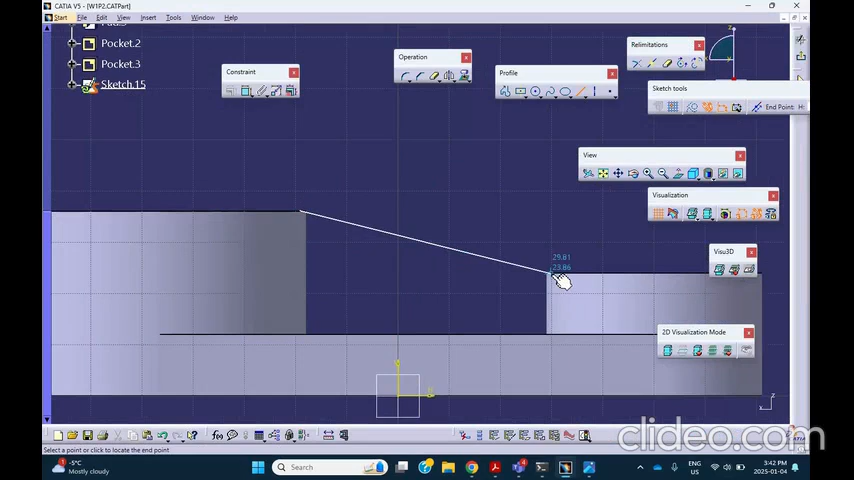 CATIA V5 - [W1P2.CATPart]
Start File Edit View Insert Tools Window Help
Pocket.2
Pocket.3
Sketch.15
Constraint
Operation
Profile
Relimitations
Sketch tools
End Point: H:
View
Visualization
Visu3D
2D Visualization Mode
29.81
23.86
clideo.com
Select a point or click to locate the end point
-5°C
Mostly cloudy
Search
ENG
US
3:42 PM
2025-01-04